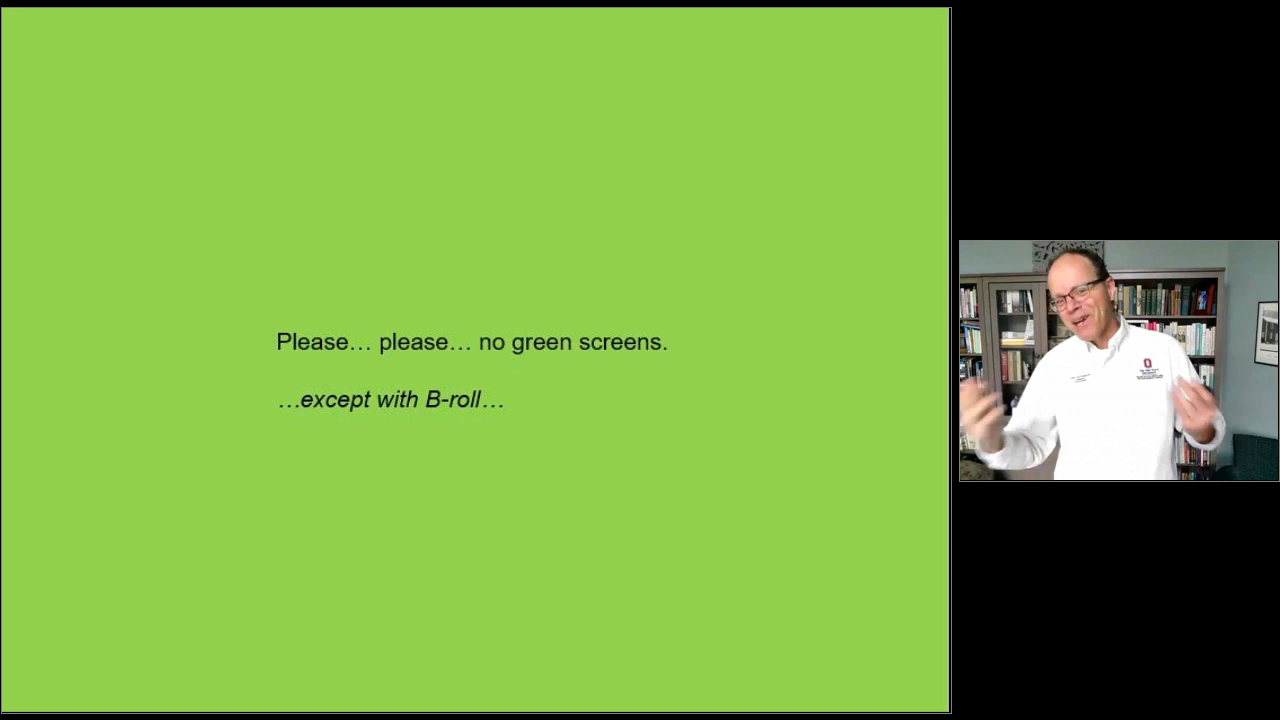 Please… please… no green screens.
…except with B-roll…